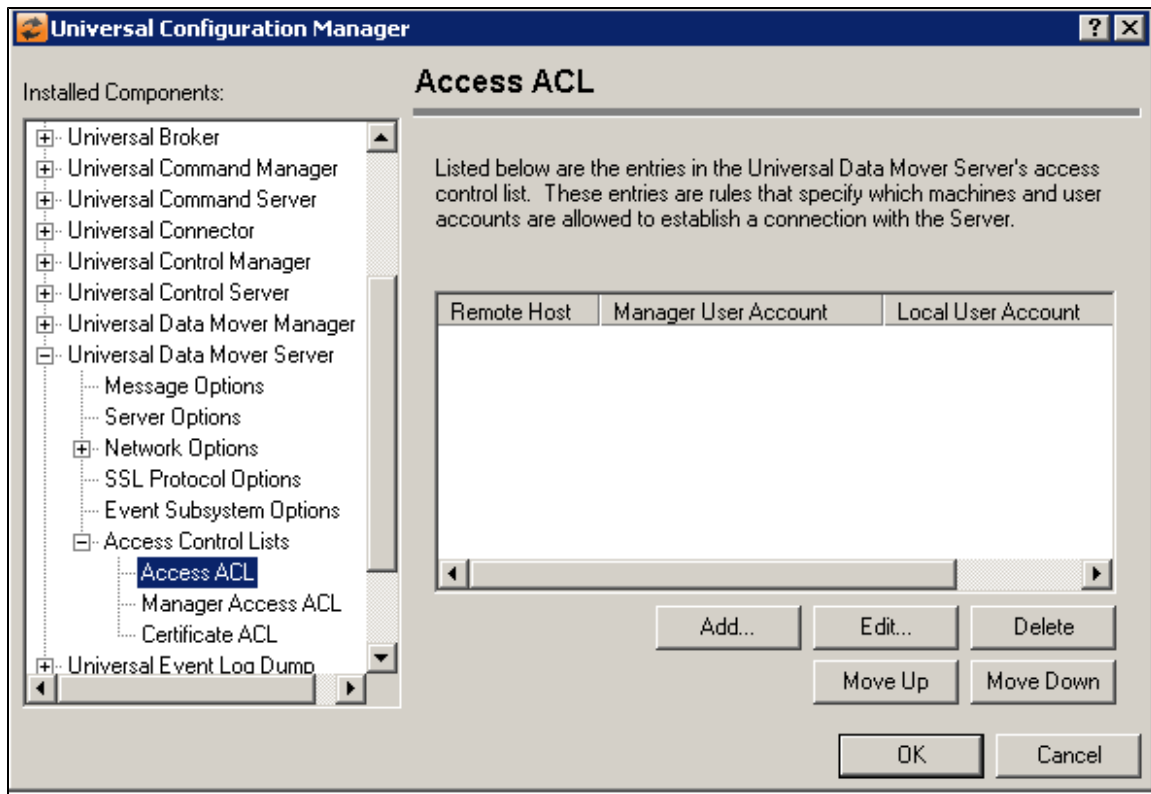 Universal Configuration Manager
Installed Components:
Universal Broker
Universal Command Manager
Universal Command Server
Universal Connector
Universal Control Manager
Universal Control Server
Universal Data Mover Manager
Universal Data Mover Server
Message Options
Server Options
Network Options
SSL Protocol Options
Event Subsystem Options
Access Control Lists
Access ACL
Manager Access ACL
Certificate ACL
Universal Event Log Dump
Access ACL
Listed below are the entries in the Universal Data Mover Server's access
control list. These entries are rules that specify which machines and user
accounts are allowed to establish a connection with the Server.
Remote Host Manager User Account Local User Account
Add... Edit... Delete
Move Up Move Down
OK Cancel